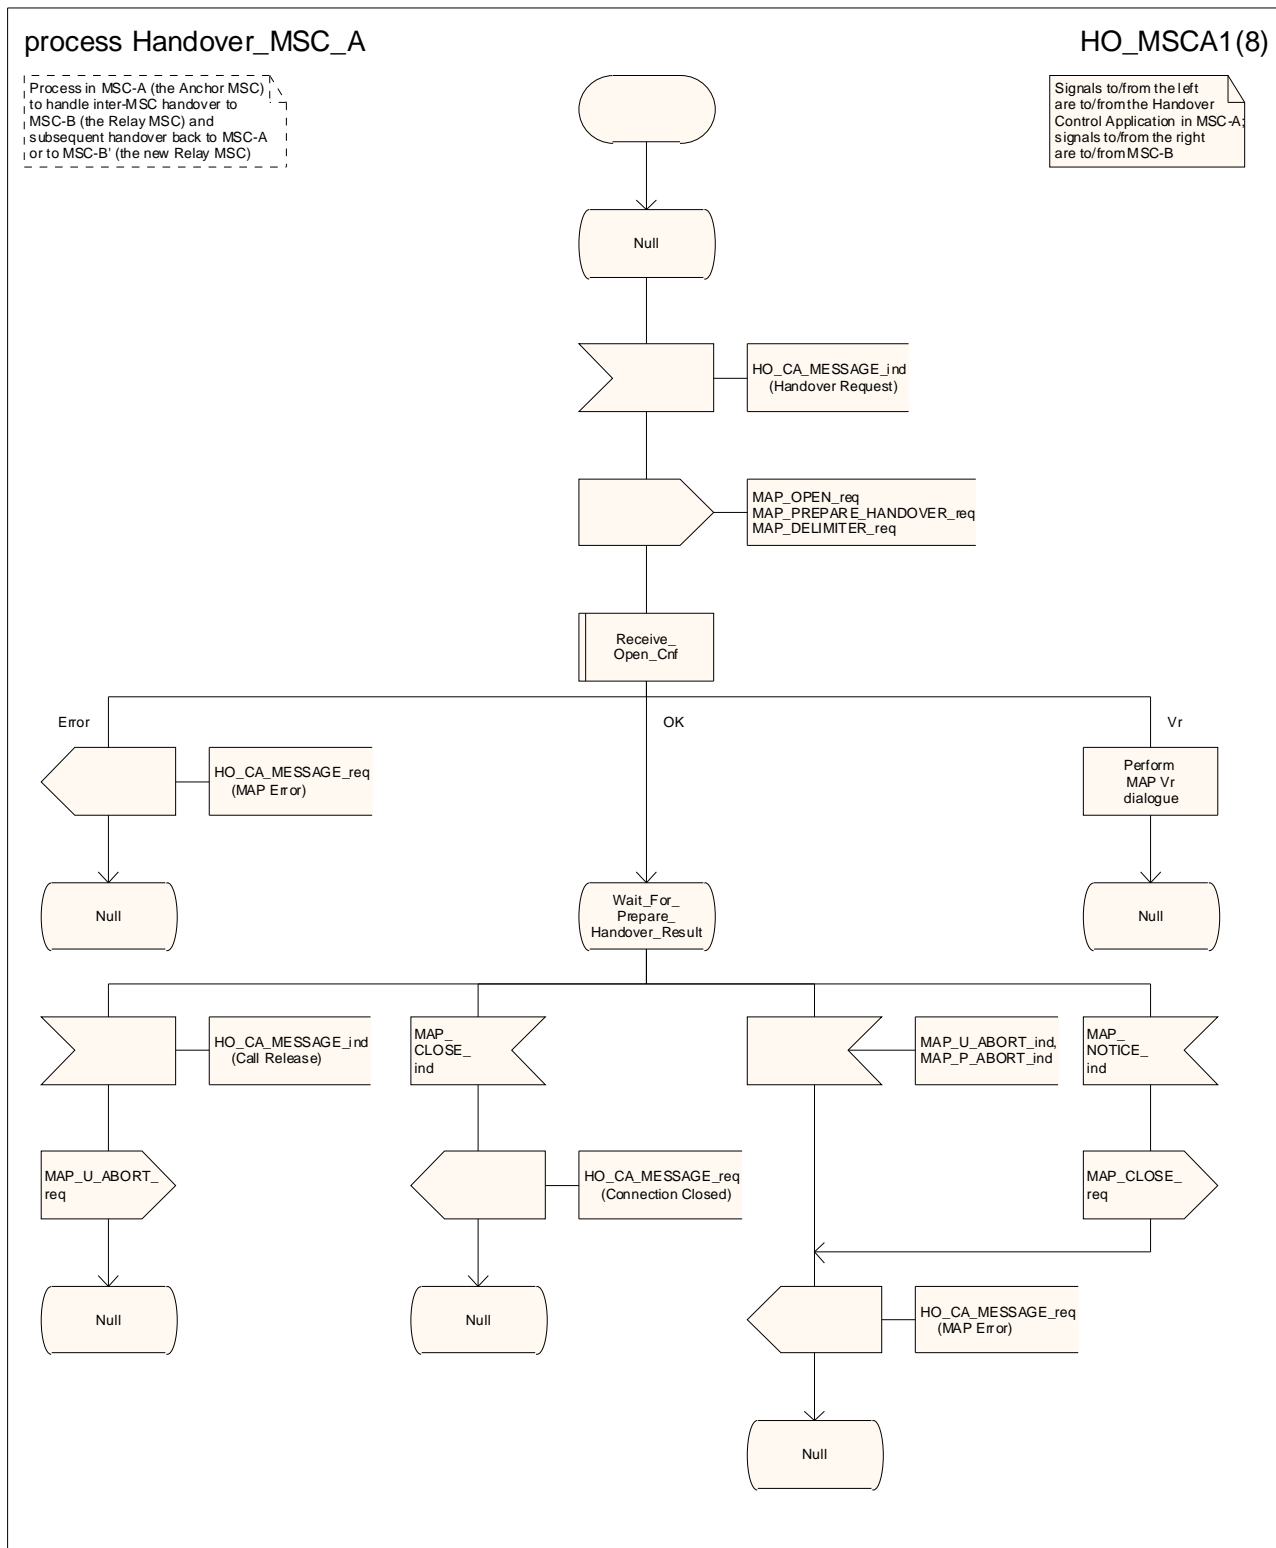 process Handover_MSC_A
HO_MSCA1(8)
Process in MSC-A (the Anchor MSC)
to handle inter-MSC handover to
MSC-B (the Relay MSC) and
subsequent handover back to MSC-A
or to MSC-B' (the new Relay MSC)
Signals to/from the left
are to/from the Handover
Control Application in MSC-A;
signals to/from the right
are to/from MSC-B
Null
HO_CA_MESSAGE_ind
(Handover Request)
MAP_OPEN_req
MAP_PREPARE_HANDOVER_req
MAP_DELIMITER_req
Receive_
Open_Cnf
Error
OK
Vr
HO_CA_MESSAGE_req
(MAP Error)
Perform
MAP Vr
dialogue
Null
Wait_For_
Prepare_
Handover_Result
Null
HO_CA_MESSAGE_ind
(Call Release)
MAP_
CLOSE_
ind
MAP_U_ABORT_ind,
MAP_P_ABORT_ind
MAP_
NOTICE_
ind
MAP_U_ABORT_
req
HO_CA_MESSAGE_req
(Connection Closed)
MAP_CLOSE_
req
Null
Null
HO_CA_MESSAGE_req
(MAP Error)
Null